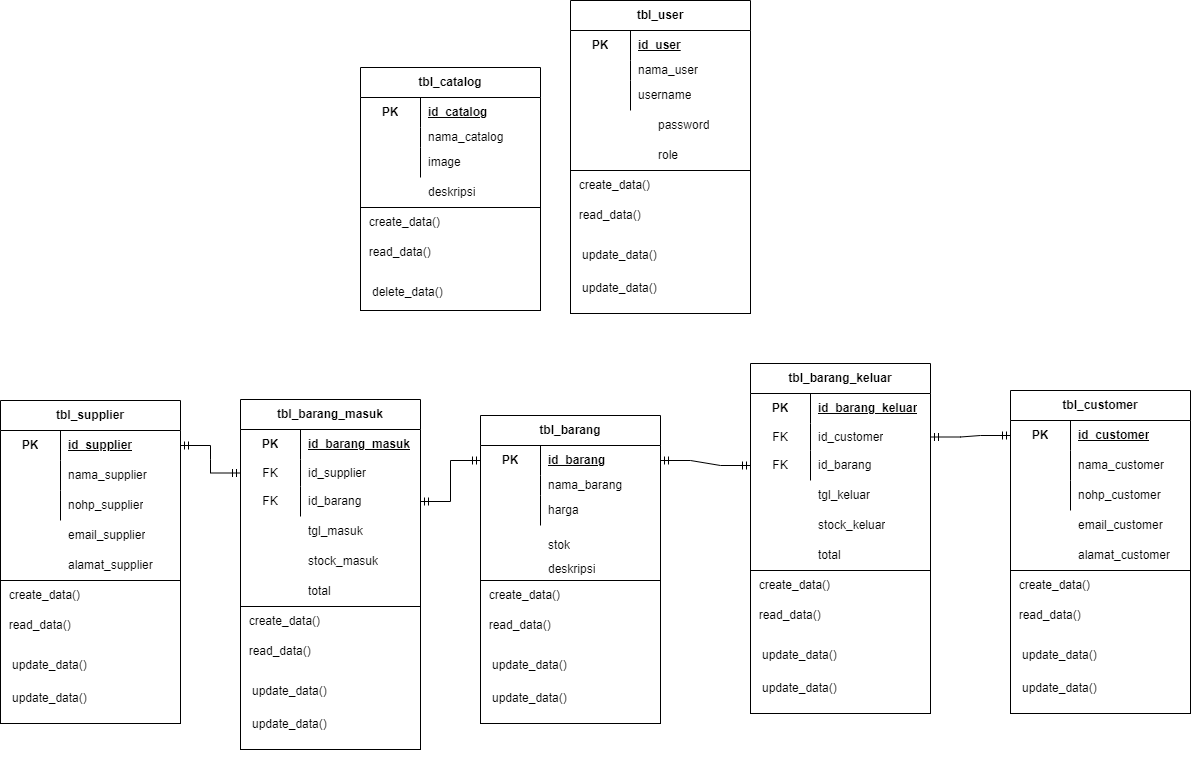 tbl_user
PK id_user
nama_user
username
password
role
create_data()
read_data()
update_data()
update_data()
tbl_catalog
PK id_catalog
nama_catalog
image
deskripsi
create_data()
read_data()
delete_data()
tbl_supplier
PK id_supplier
nama_supplier
nohp_supplier
email_supplier
alamat_supplier
create_data()
read_data()
update_data()
update_data()
tbl_barang_masuk
PK id_barang_masuk
FK id_supplier
FK id_barang
tgl_masuk
stock_masuk
total
create_data()
read_data()
update_data()
update_data()
tbl_barang
PK id_barang
nama_barang
harga
stok
deskripsi
create_data()
read_data()
update_data()
update_data()
tbl_barang_keluar
PK id_barang_keluar
FK id_customer
FK id_barang
tgl_keluar
stock_keluar
total
create_data()
read_data()
update_data()
update_data()
tbl_customer
PK id_customer
nama_customer
nohp_customer
email_customer
alamat_customer
create_data()
read_data()
update_data()
update_data()